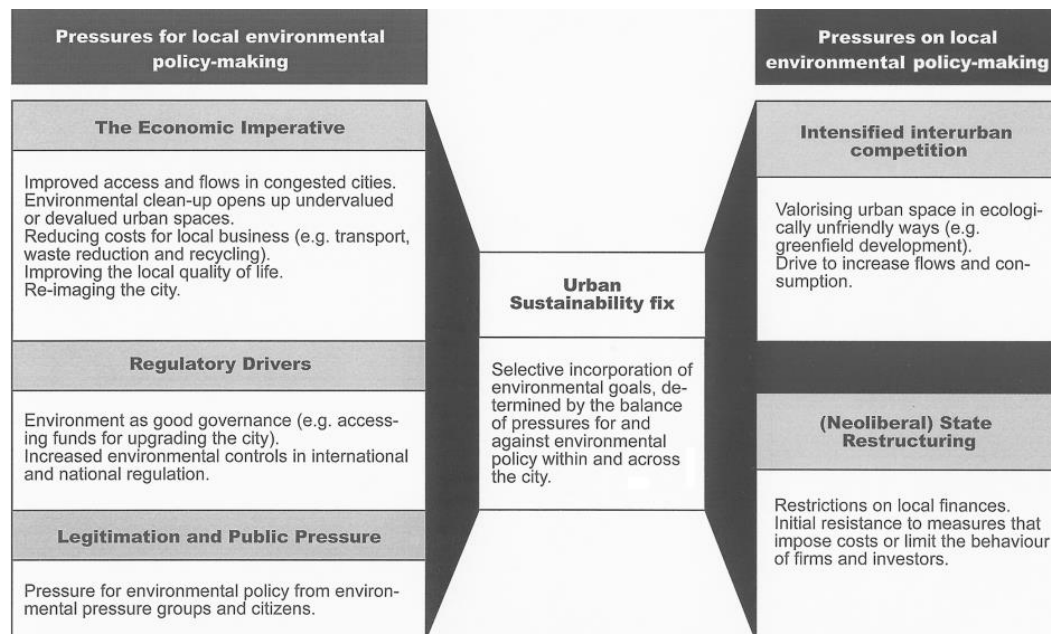 Pressures for local environmental
policy-making
The Economic Imperative
Improved access and flows in congested cities.
Environmental clean-up opens up undervalued
or devalued urban spaces.
Reducing costs for local business (e.g. transport,
waste reduction and recycling).
Improving the local quality of life.
Re-imaging the city.
Regulatory Drivers
Environment as good governance (e.g. access-
ing funds for upgrading the city).
Increased environmental controls in international
and national regulation.
Legitimation and Public Pressure
Pressure for environmental policy from environ-
mental pressure groups and citizens.
Urban
Sustainability fix
Selective incorporation of
environmental goals, de-
termined by the balance
of pressures for and
against environmental
policy within and across
the city.
Pressures on local
environmental policy-making
Intensified interurban
competition
Valorising urban space in ecologi-
cally unfriendly ways (e.g.
greenfield development).
Drive to increase flows and con-
sumption.
(Neoliberal) State
Restructuring
Restrictions on local finances.
Initial resistance to measures that
impose costs or limit the behaviour
of firms and investors.